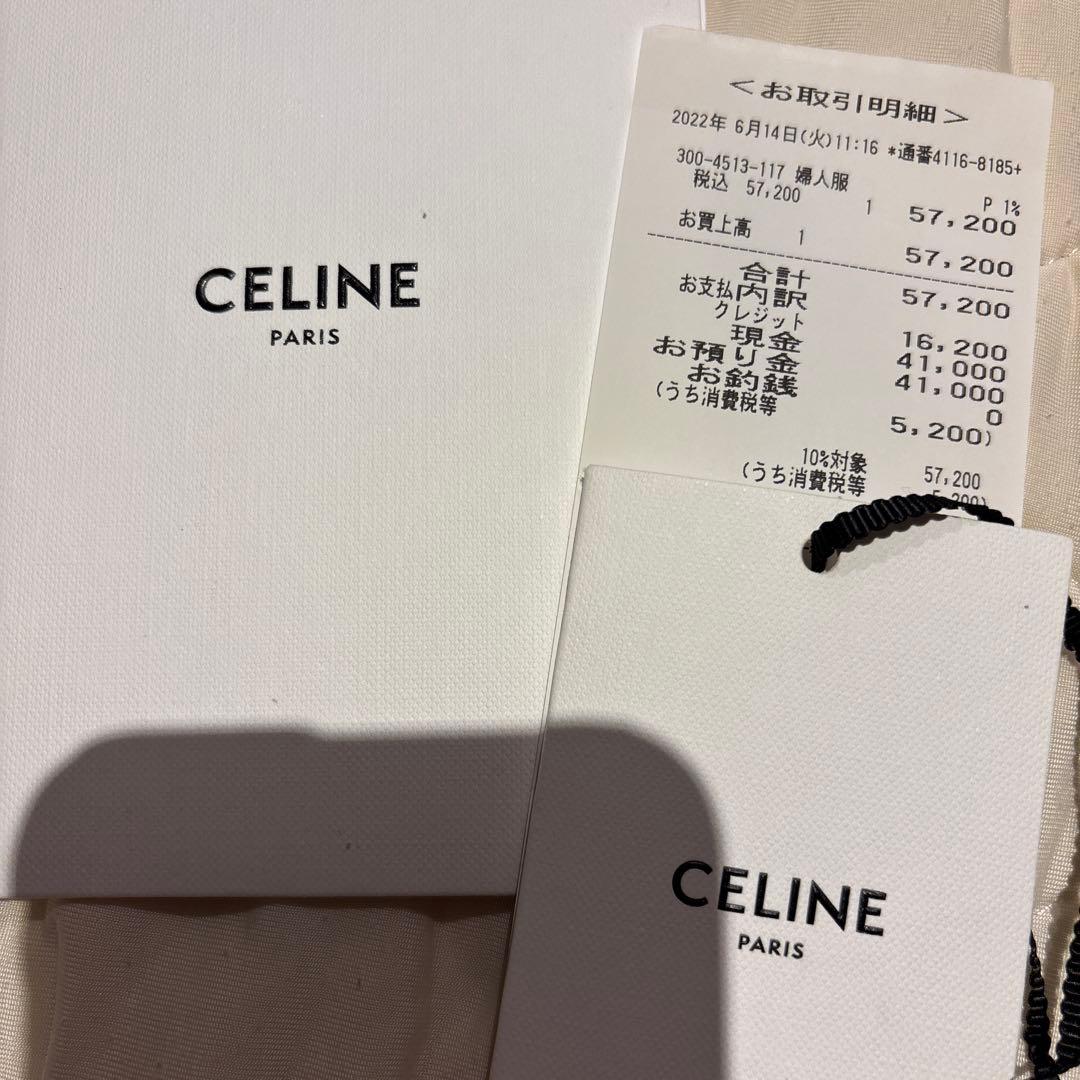 CELINE
PARIS
<お取引明細>
2022年 6月14日(火)11:16 *通番4116-8185+
P 1%
300-4513-117 婦人服
税込 57,200 1 57,200
お買上高 1 57,200
合計 57,200
お支払内訳
クレジット 16,200
現金 41,000
お預り金 41,000
お釣銭 0
(うち消費税等 5,200)
10%対象 57,200
(うち消費税等 5,200)
CELINE
PARIS